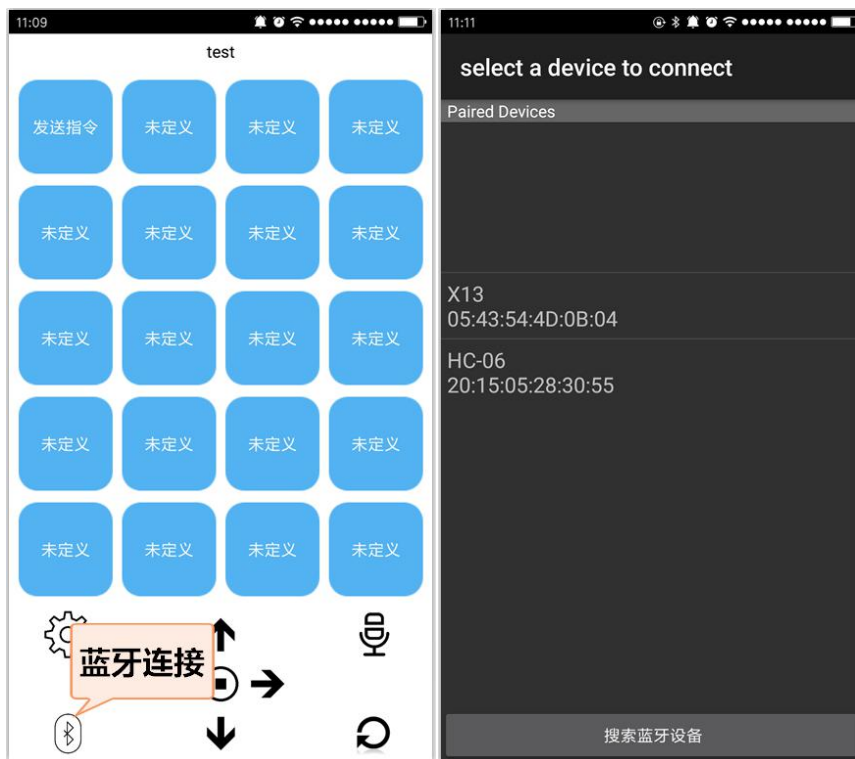 11:09
test
发送指令 未定义 未定义 未定义
未定义 未定义 未定义 未定义
未定义 未定义 未定义 未定义
未定义 未定义 未定义 未定义
未定义 未定义 未定义 未定义
蓝牙连接
11:11
select a device to connect
Paired Devices
X13
05:43:54:4D:0B:04
HC-06
20:15:05:28:30:55
搜索蓝牙设备